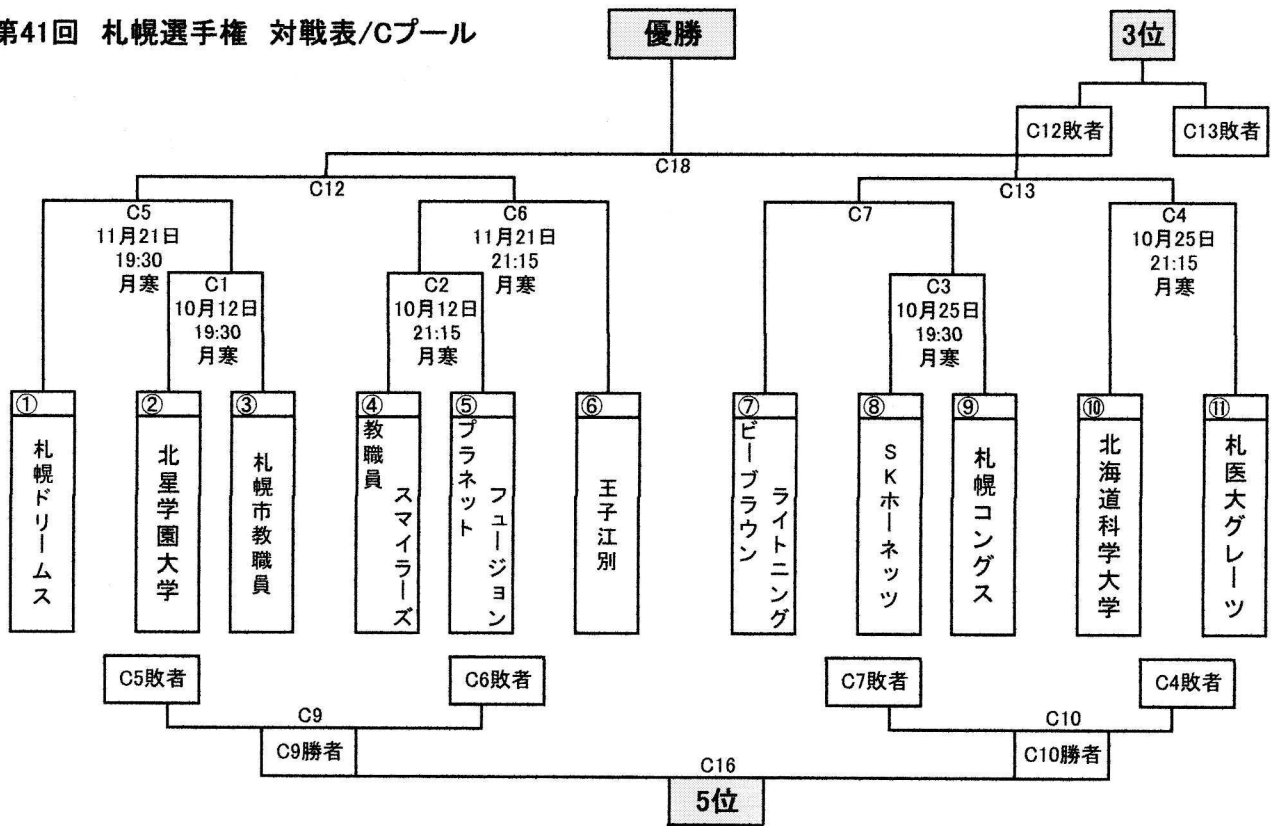 第41回 札幌選手権 対戦表/Cプール
優勝
3位
C12敗者
C13敗者
C18
C12
C13
C5
11月21日
19:30
月寒
C6
11月21日
21:15
月寒
C7
C4
10月25日
21:15
月寒
C1
10月12日
19:30
月寒
C2
10月12日
21:15
月寒
C3
10月25日
19:30
月寒
①
札幌ドリームス
②
北星学園大学
③
札幌市教職員
④
教職員
スマイラーズ
⑤
プラネット
フュージョン
⑥
王子江別
⑦
ビーブラウン
ライトニング
⑧
SKホーネッツ
⑨
札幌コングス
⑩
北海道科学大学
⑪
札医大グレーツ
C5敗者
C6敗者
C7敗者
C4敗者
C9
C10
C9勝者
C10勝者
C16
5位